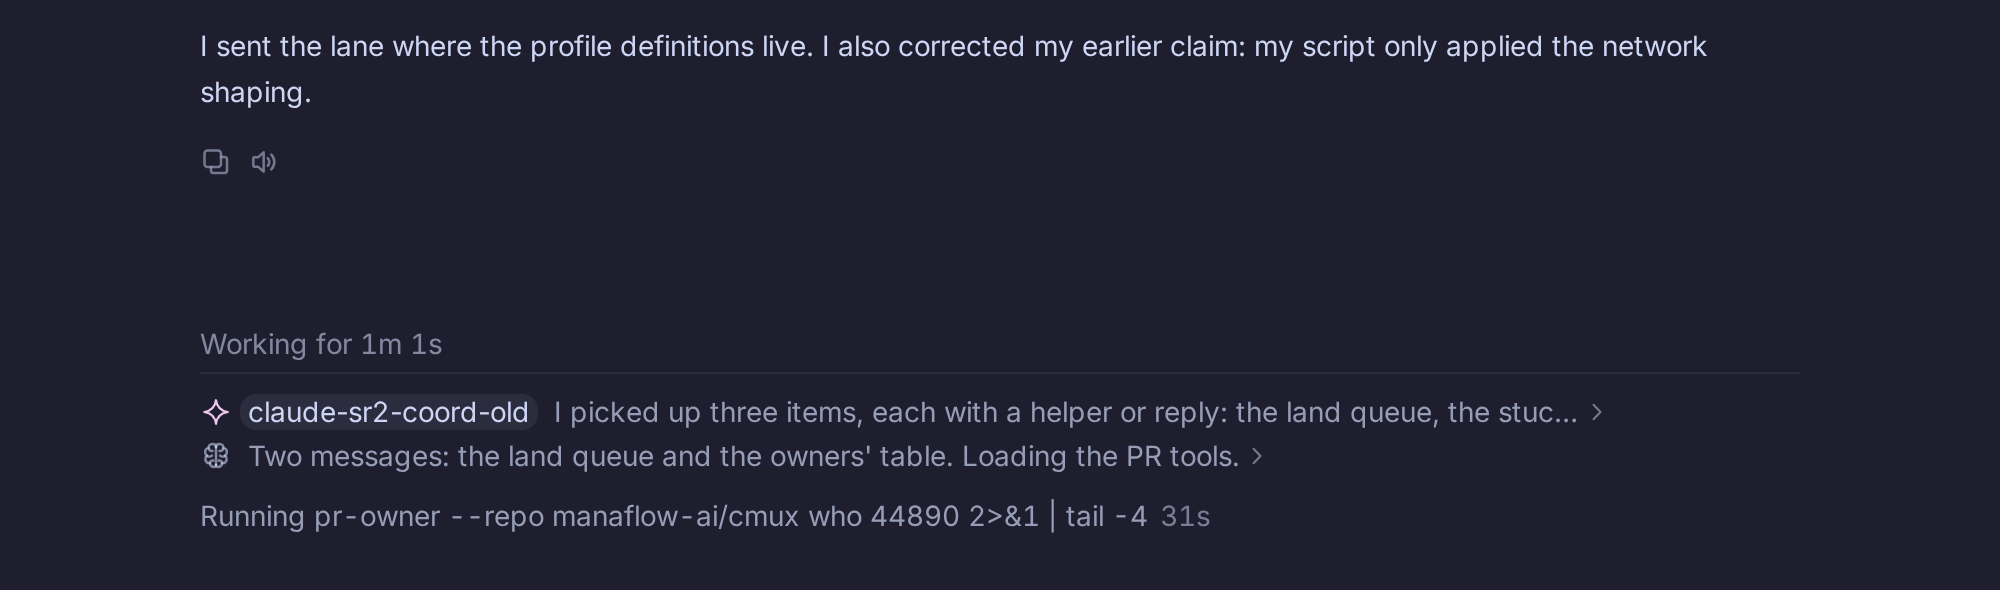 I sent the lane where the profile definitions live. I also corrected my earlier claim: my script only applied the network
shaping.
Working for 1m 1s
claude-sr2-coord-old I picked up three items, each with a helper or reply: the land queue, the stuc...
Two messages: the land queue and the owners' table. Loading the PR tools.
Running pr-owner --repo manaflow-ai/cmux who 44890 2>&1 | tail -4 31s